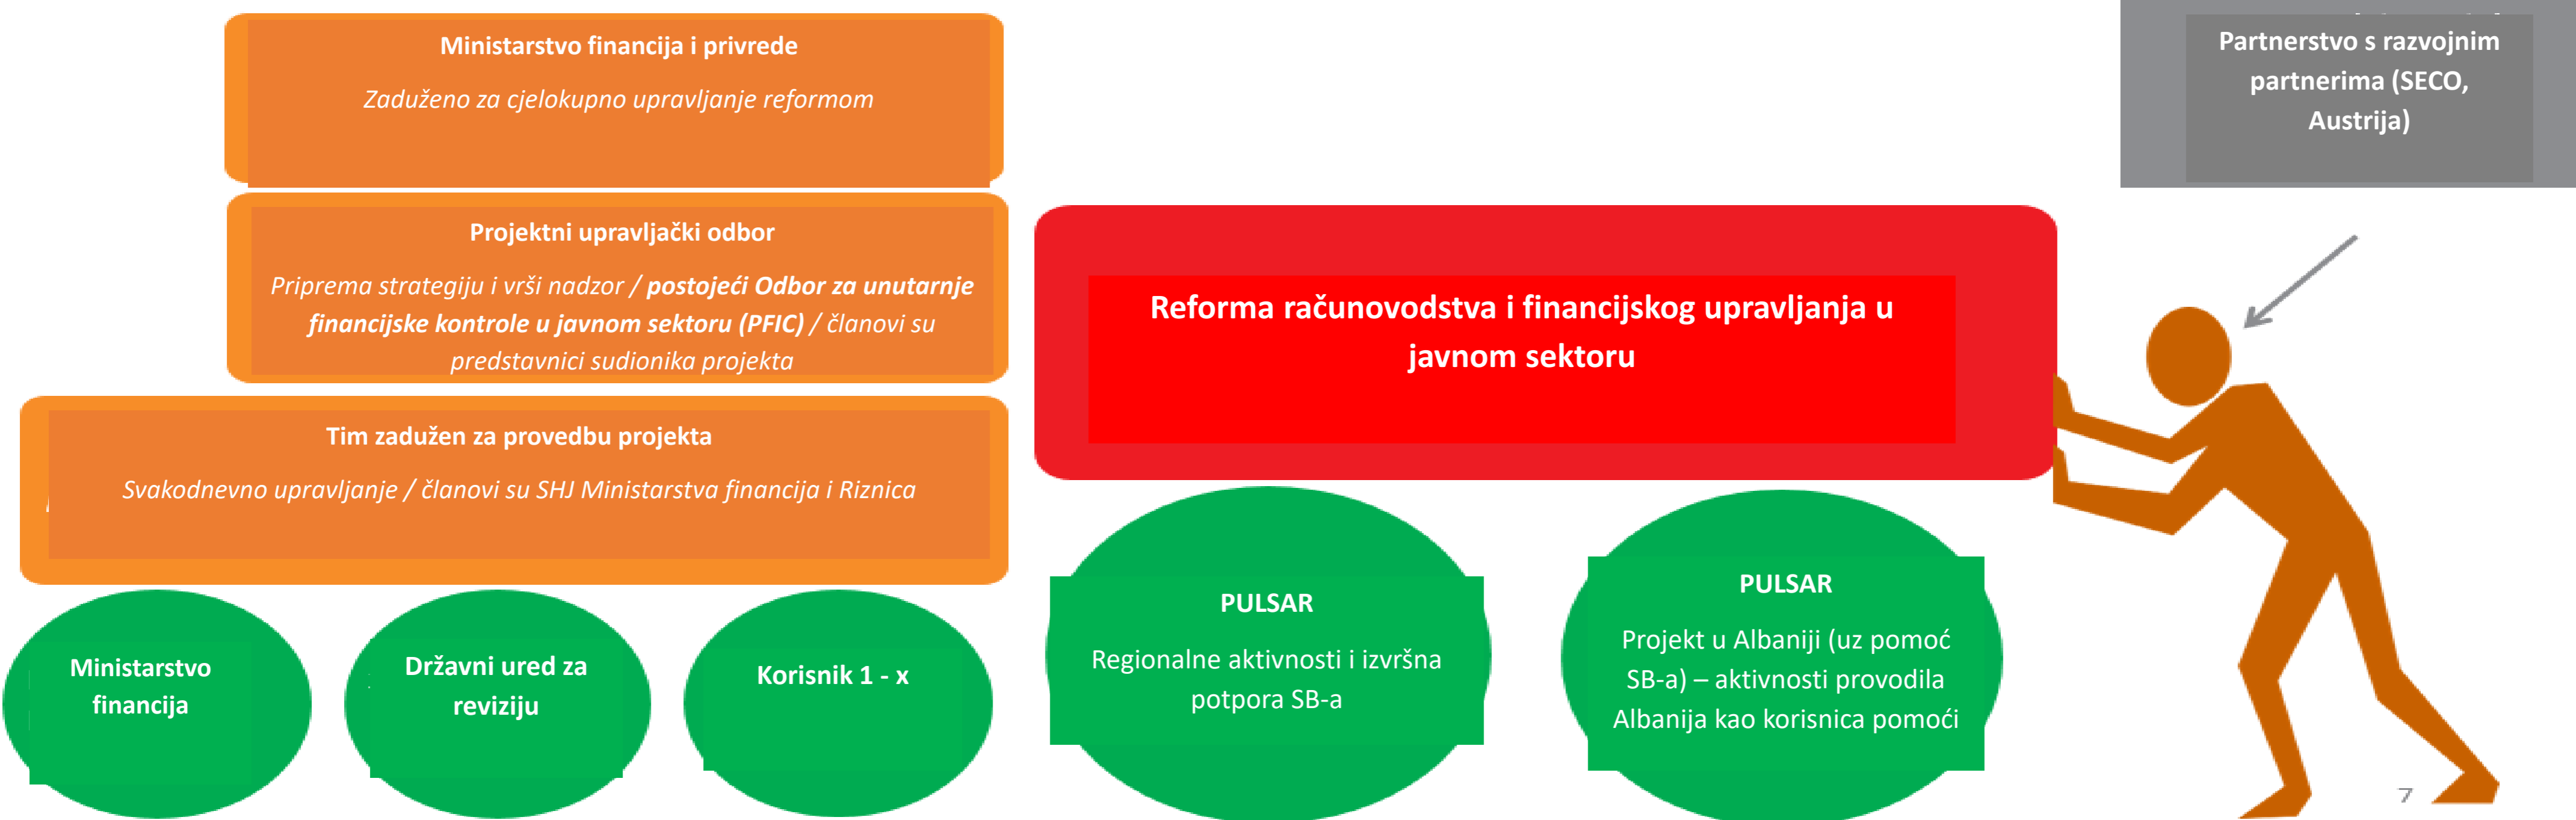 Ministarstvo financija i privrede
Zaduženo za cjelokupno upravljanje reformom
Partnerstvo s razvojnim
partnerima (SECO,
Austrija)
Projektni upravljački odbor
Priprema strategiju i vrši nadzor / postojeći Odbor za unutarnje
financijske kontrole u javnom sektoru (PFIC) / članovi su
predstavnici sudionika projekta
Reforma računovodstva i financijskog upravljanja u
javnom sektoru
Tim zadužen za provedbu projekta
Svakodnevno upravljanje / članovi su SHJ Ministarstva financija i Riznica
Ministarstvo
financija
Državni ured za
reviziju
Korisnik 1 - x
PULSAR
Regionalne aktivnosti i izvršna
potpora SB-a
PULSAR
Projekt u Albaniji (uz pomoć
SB-a) – aktivnosti provodila
Albanija kao korisnica pomoći
7